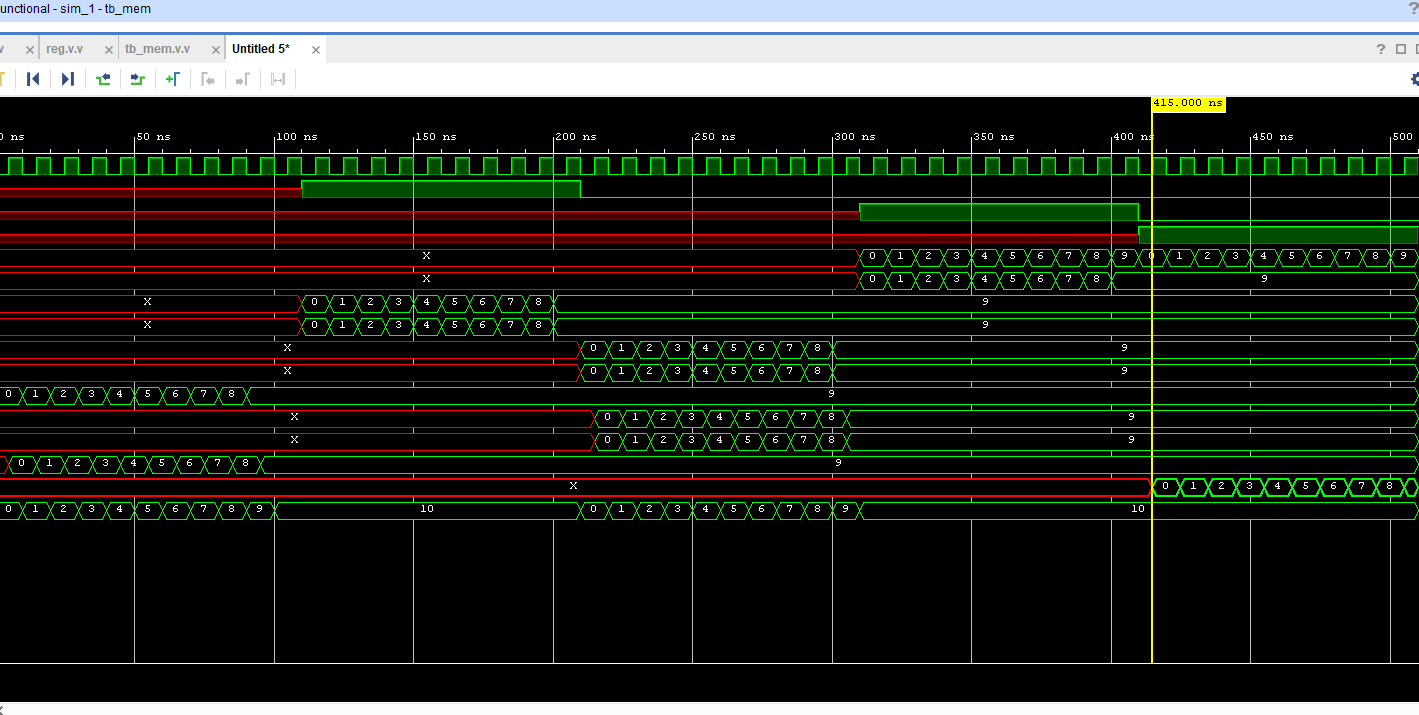 unctional - sim_1 - tb_mem ?
v × reg.v.v × tb_mem.v.v × Untitled 5* × ?
415.000 ns
0 ns 50 ns 100 ns 150 ns 200 ns 250 ns 300 ns 350 ns 400 ns 450 ns 500
X 0 1 2 3 4 5 6 7 8 9 0 1 2 3 4 5 6 7 8 9
X 0 1 2 3 4 5 6 7 8 9
X 0 1 2 3 4 5 6 7 8 9
X 0 1 2 3 4 5 6 7 8 9
X 0 1 2 3 4 5 6 7 8 9
X 0 1 2 3 4 5 6 7 8 9
0 1 2 3 4 5 6 7 8 9
X 0 1 2 3 4 5 6 7 8 9
X 0 1 2 3 4 5 6 7 8 9
0 1 2 3 4 5 6 7 8 9
X 0 1 2 3 4 5 6 7 8
0 1 2 3 4 5 6 7 8 9 10 0 1 2 3 4 5 6 7 8 9 10